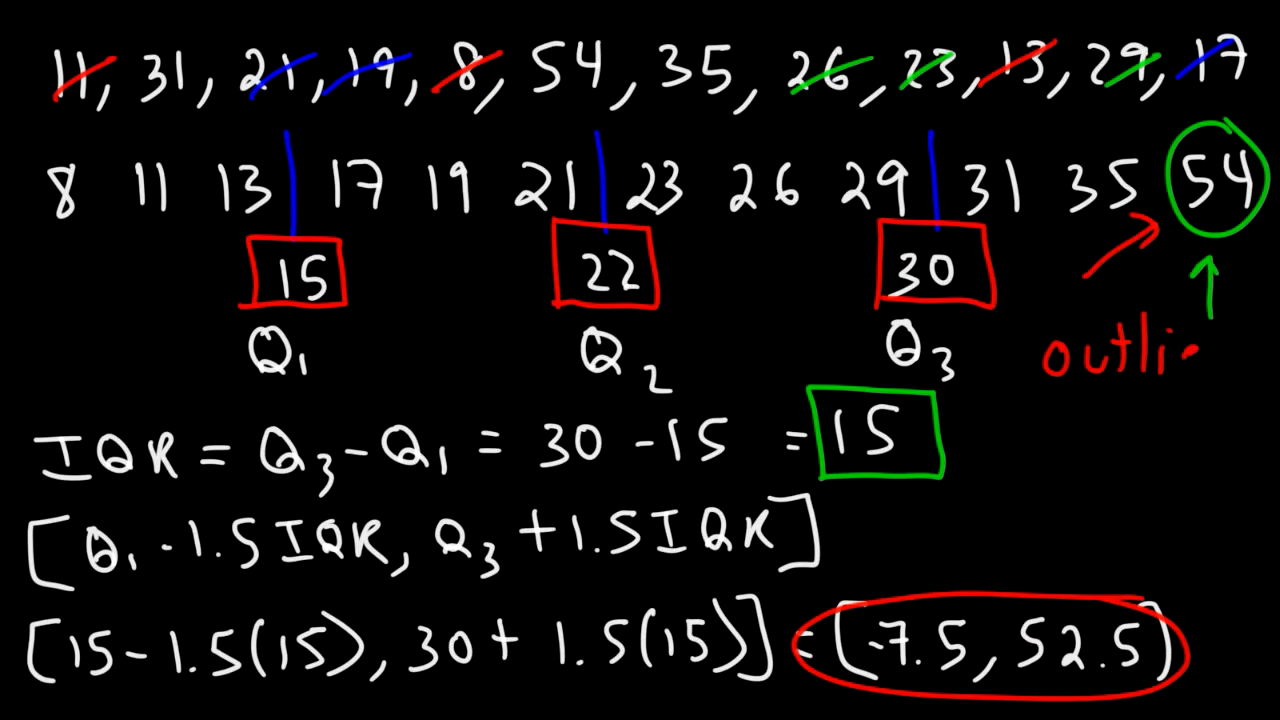 11, 31, 21, 19, 8, 54, 35, 26, 23, 13, 29, 17
8 11 13 17 19 21 23 26 29 31 35 54
15 22 30
Q₁ Q₂ Q₃ outli
IQR = Q₃ - Q₁ = 30 - 15 = 15
[Q₁ - 1.5 IQR, Q₃ + 1.5 IQR]
[15 - 1.5(15), 30 + 1.5(15)] = [-7.5, 52.5]